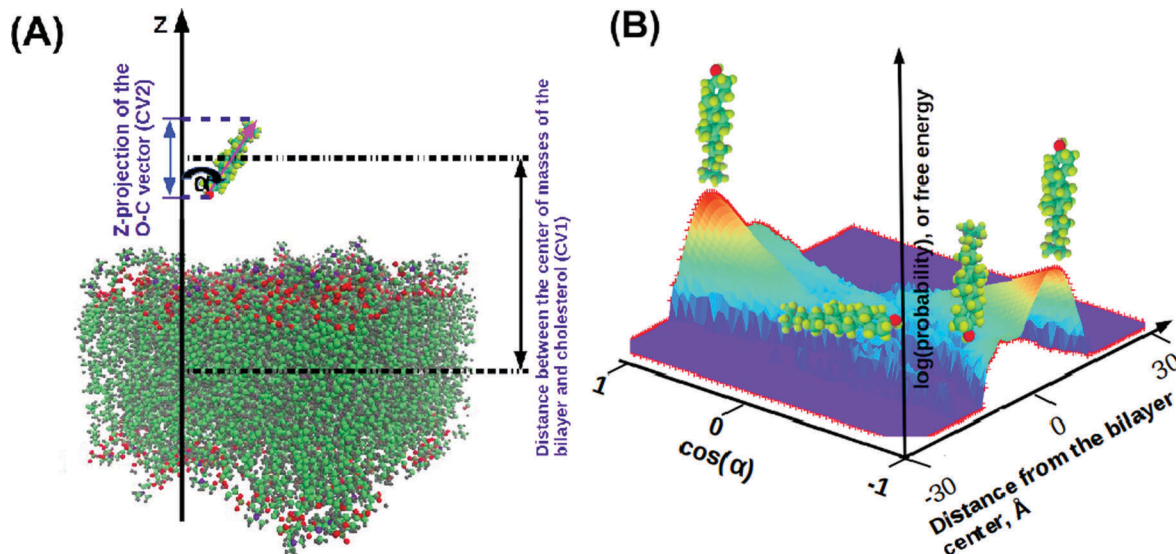 (A)
Z
Z-projection of the
O-C vector (CV2)
α
Distance between the center of masses of the
bilayer and cholesterol (CV1)
(B)
log(probability), or free energy
1
0
-1
cos(α)
-30
0
30
Distance from the bilayer
center, Å